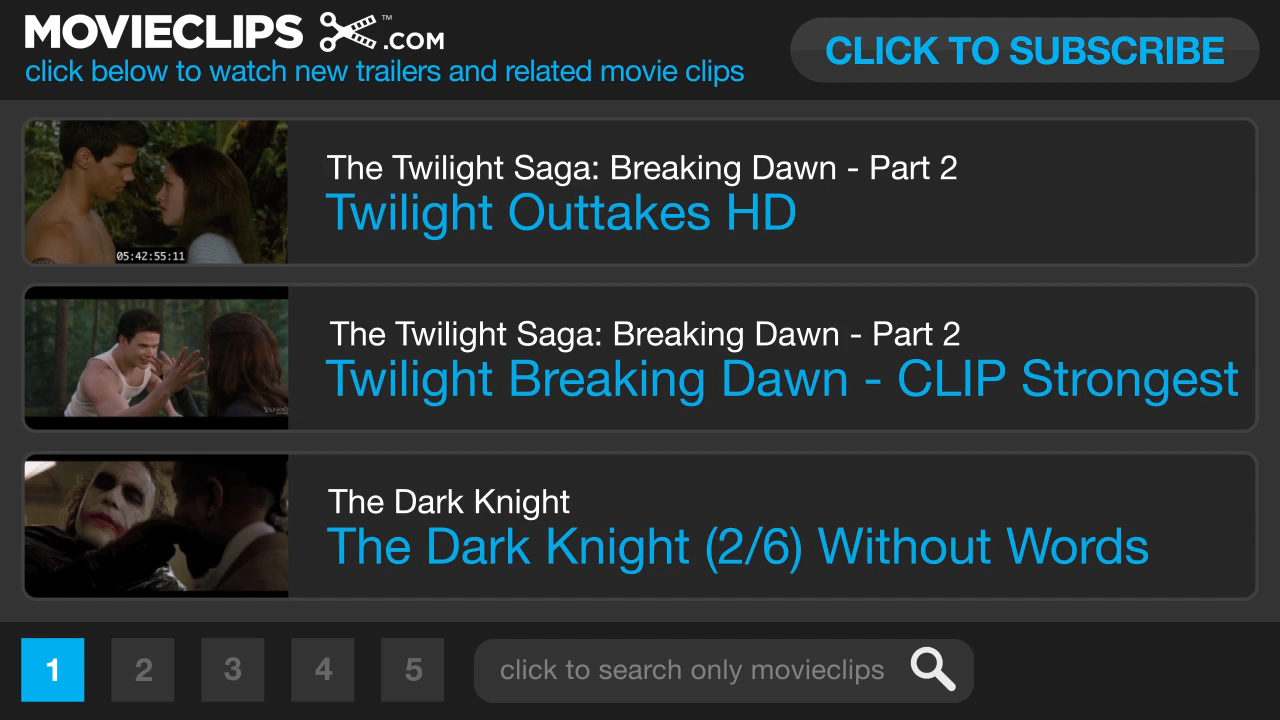 MOVIECLIPS ™ .COM
click below to watch new trailers and related movie clips
CLICK TO SUBSCRIBE
The Twilight Saga: Breaking Dawn - Part 2
Twilight Outtakes HD
05:42:55:11
The Twilight Saga: Breaking Dawn - Part 2
Twilight Breaking Dawn - CLIP Strongest
YAHOO!
The Dark Knight
The Dark Knight (2/6) Without Words
1 2 3 4 5 click to search only movieclips